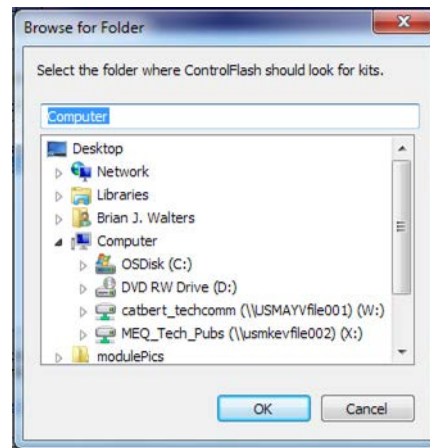 Browse for Folder
Select the folder where ControlFlash should look for kits.
Computer
Desktop
Network
Libraries
Brian J. Walters
Computer
OSDisk (C:)
DVD RW Drive (D:)
catbert_techcomm (\\USMAYVfile001) (W:)
MEQ_Tech_Pubs (\\usmkevfile002) (X:)
modulePics
OK Cancel